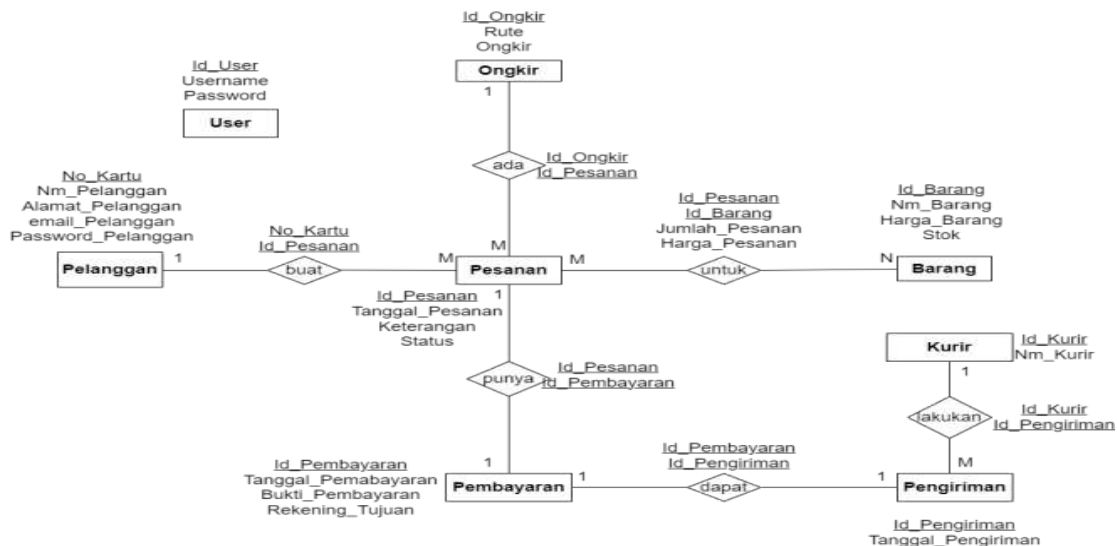 Id_Ongkir
Rute
Ongkir
Ongkir
1
Id_User
Username
Password
User
ada
Id_Ongkir
Id_Pesanan
No_Kartu
Nm_Pelanggan
Alamat_Pelanggan
email_Pelanggan
Password_Pelanggan
Pelanggan
1
No_Kartu
Id_Pesanan
buat
M
M
Pesanan
M
Id_Pesanan
Id_Barang
Jumlah_Pesanan
Harga_Pesanan
untuk
Id_Barang
Nm_Barang
Harga_Barang
Stok
N
Barang
Id_Pesanan
Tanggal_Pesanan
Keterangan
Status
1
punya
Id_Pesanan
Id_Pembayaran
Kurir
Id_Kurir
Nm_Kurir
1
lakukan
Id_Kurir
Id_Pengiriman
M
Id_Pembayaran
Tanggal_Pemabayaran
Bukti_Pembayaran
Rekening_Tujuan
1
Pembayaran
1
Id_Pembayaran
Id_Pengiriman
dapat
1
Pengiriman
Id_Pengiriman
Tanggal_Pengiriman